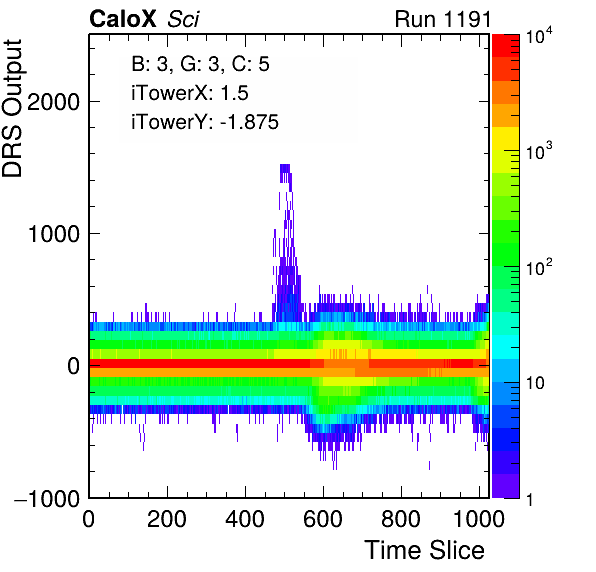 CaloX Sci Run 1191
B: 3, G: 3, C: 5
iTowerX: 1.5
iTowerY: -1.875
DRS Output
2000
1000
0
−1000
0 200 400 600 800 1000
Time Slice
10^4
10^3
10^2
10
1